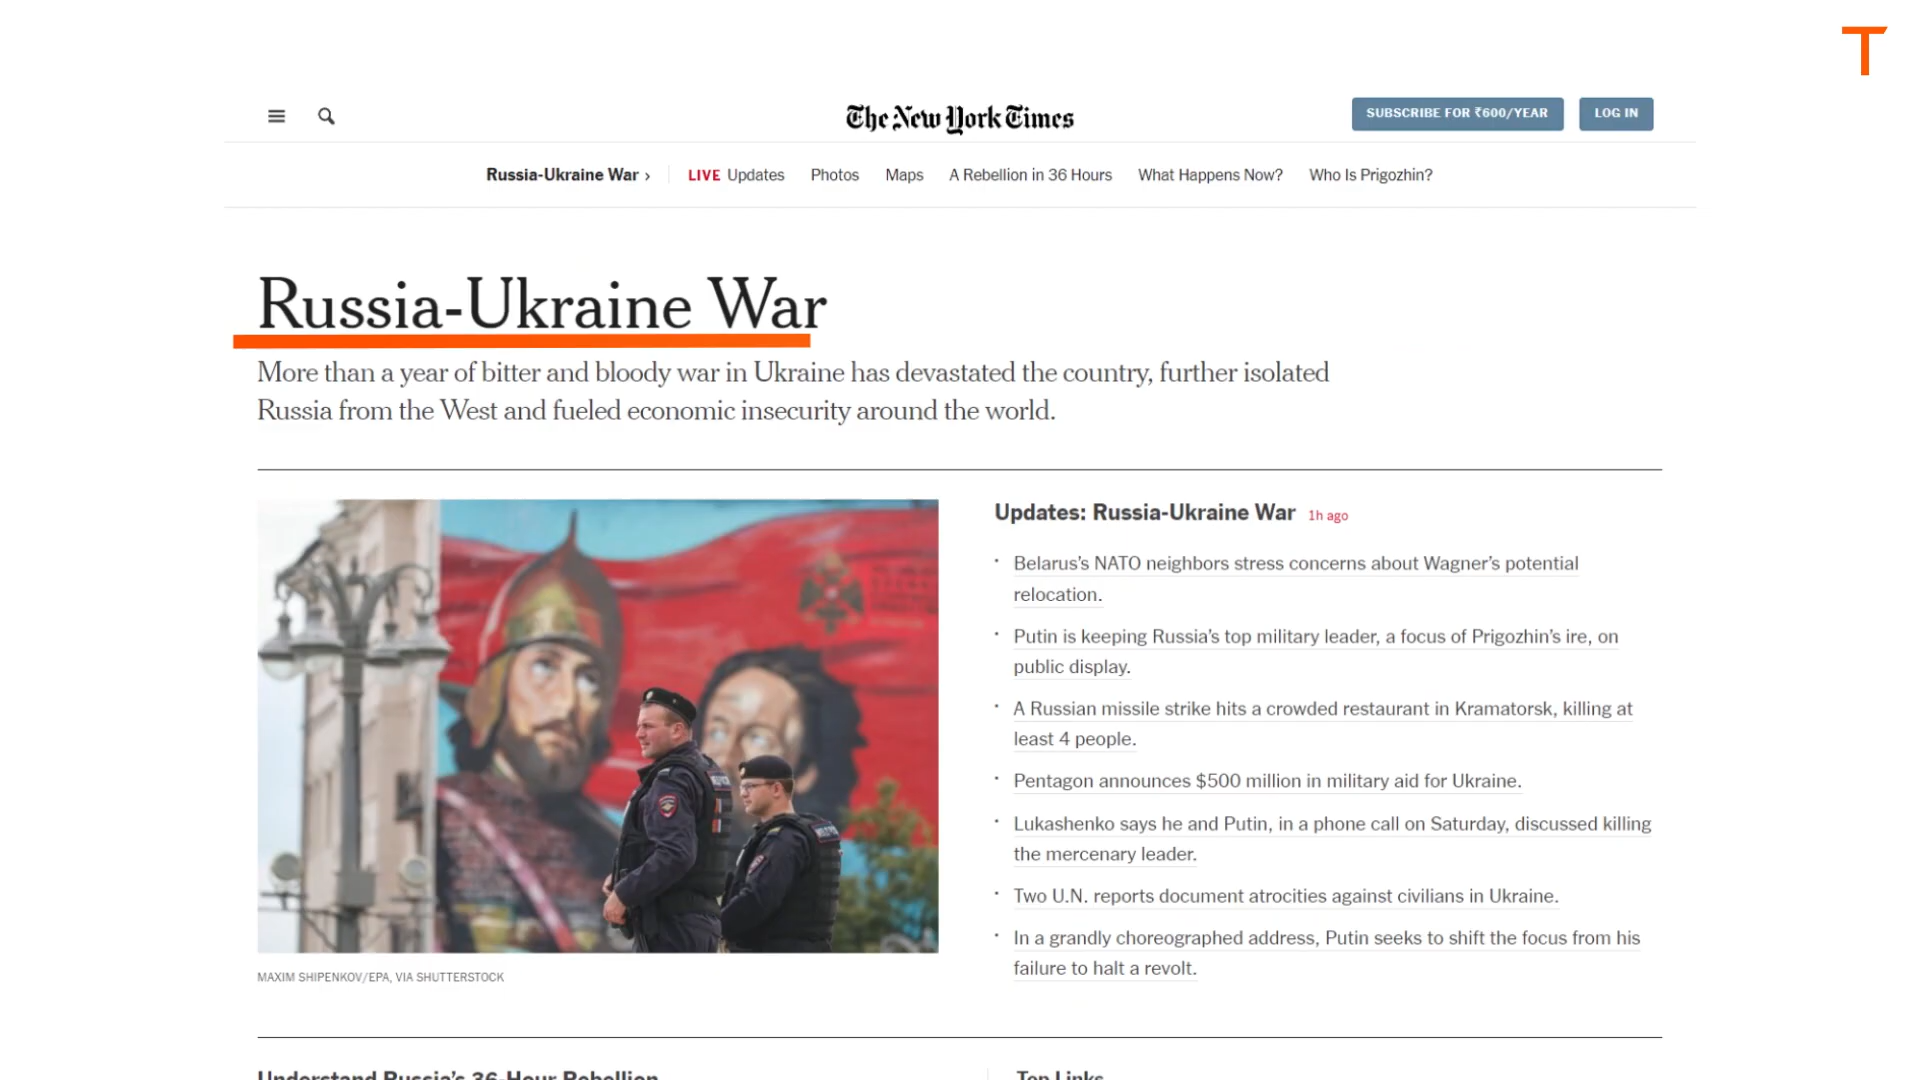 T
The New York Times
SUBSCRIBE FOR ₹600/YEAR
LOG IN
Russia-Ukraine War ›
LIVE Updates
Photos
Maps
A Rebellion in 36 Hours
What Happens Now?
Who Is Prigozhin?
Russia-Ukraine War
More than a year of bitter and bloody war in Ukraine has devastated the country, further isolated
Russia from the West and fueled economic insecurity around the world.
MAXIM SHIPENKOV/EPA, VIA SHUTTERSTOCK
Updates: Russia-Ukraine War 1h ago
· Belarus’s NATO neighbors stress concerns about Wagner’s potential
relocation.
· Putin is keeping Russia’s top military leader, a focus of Prigozhin’s ire, on
public display.
· A Russian missile strike hits a crowded restaurant in Kramatorsk, killing at
least 4 people.
· Pentagon announces $500 million in military aid for Ukraine.
· Lukashenko says he and Putin, in a phone call on Saturday, discussed killing
the mercenary leader.
· Two U.N. reports document atrocities against civilians in Ukraine.
· In a grandly choreographed address, Putin seeks to shift the focus from his
failure to halt a revolt.
Understand Russia’s 36-Hour Rebellion
Top Links